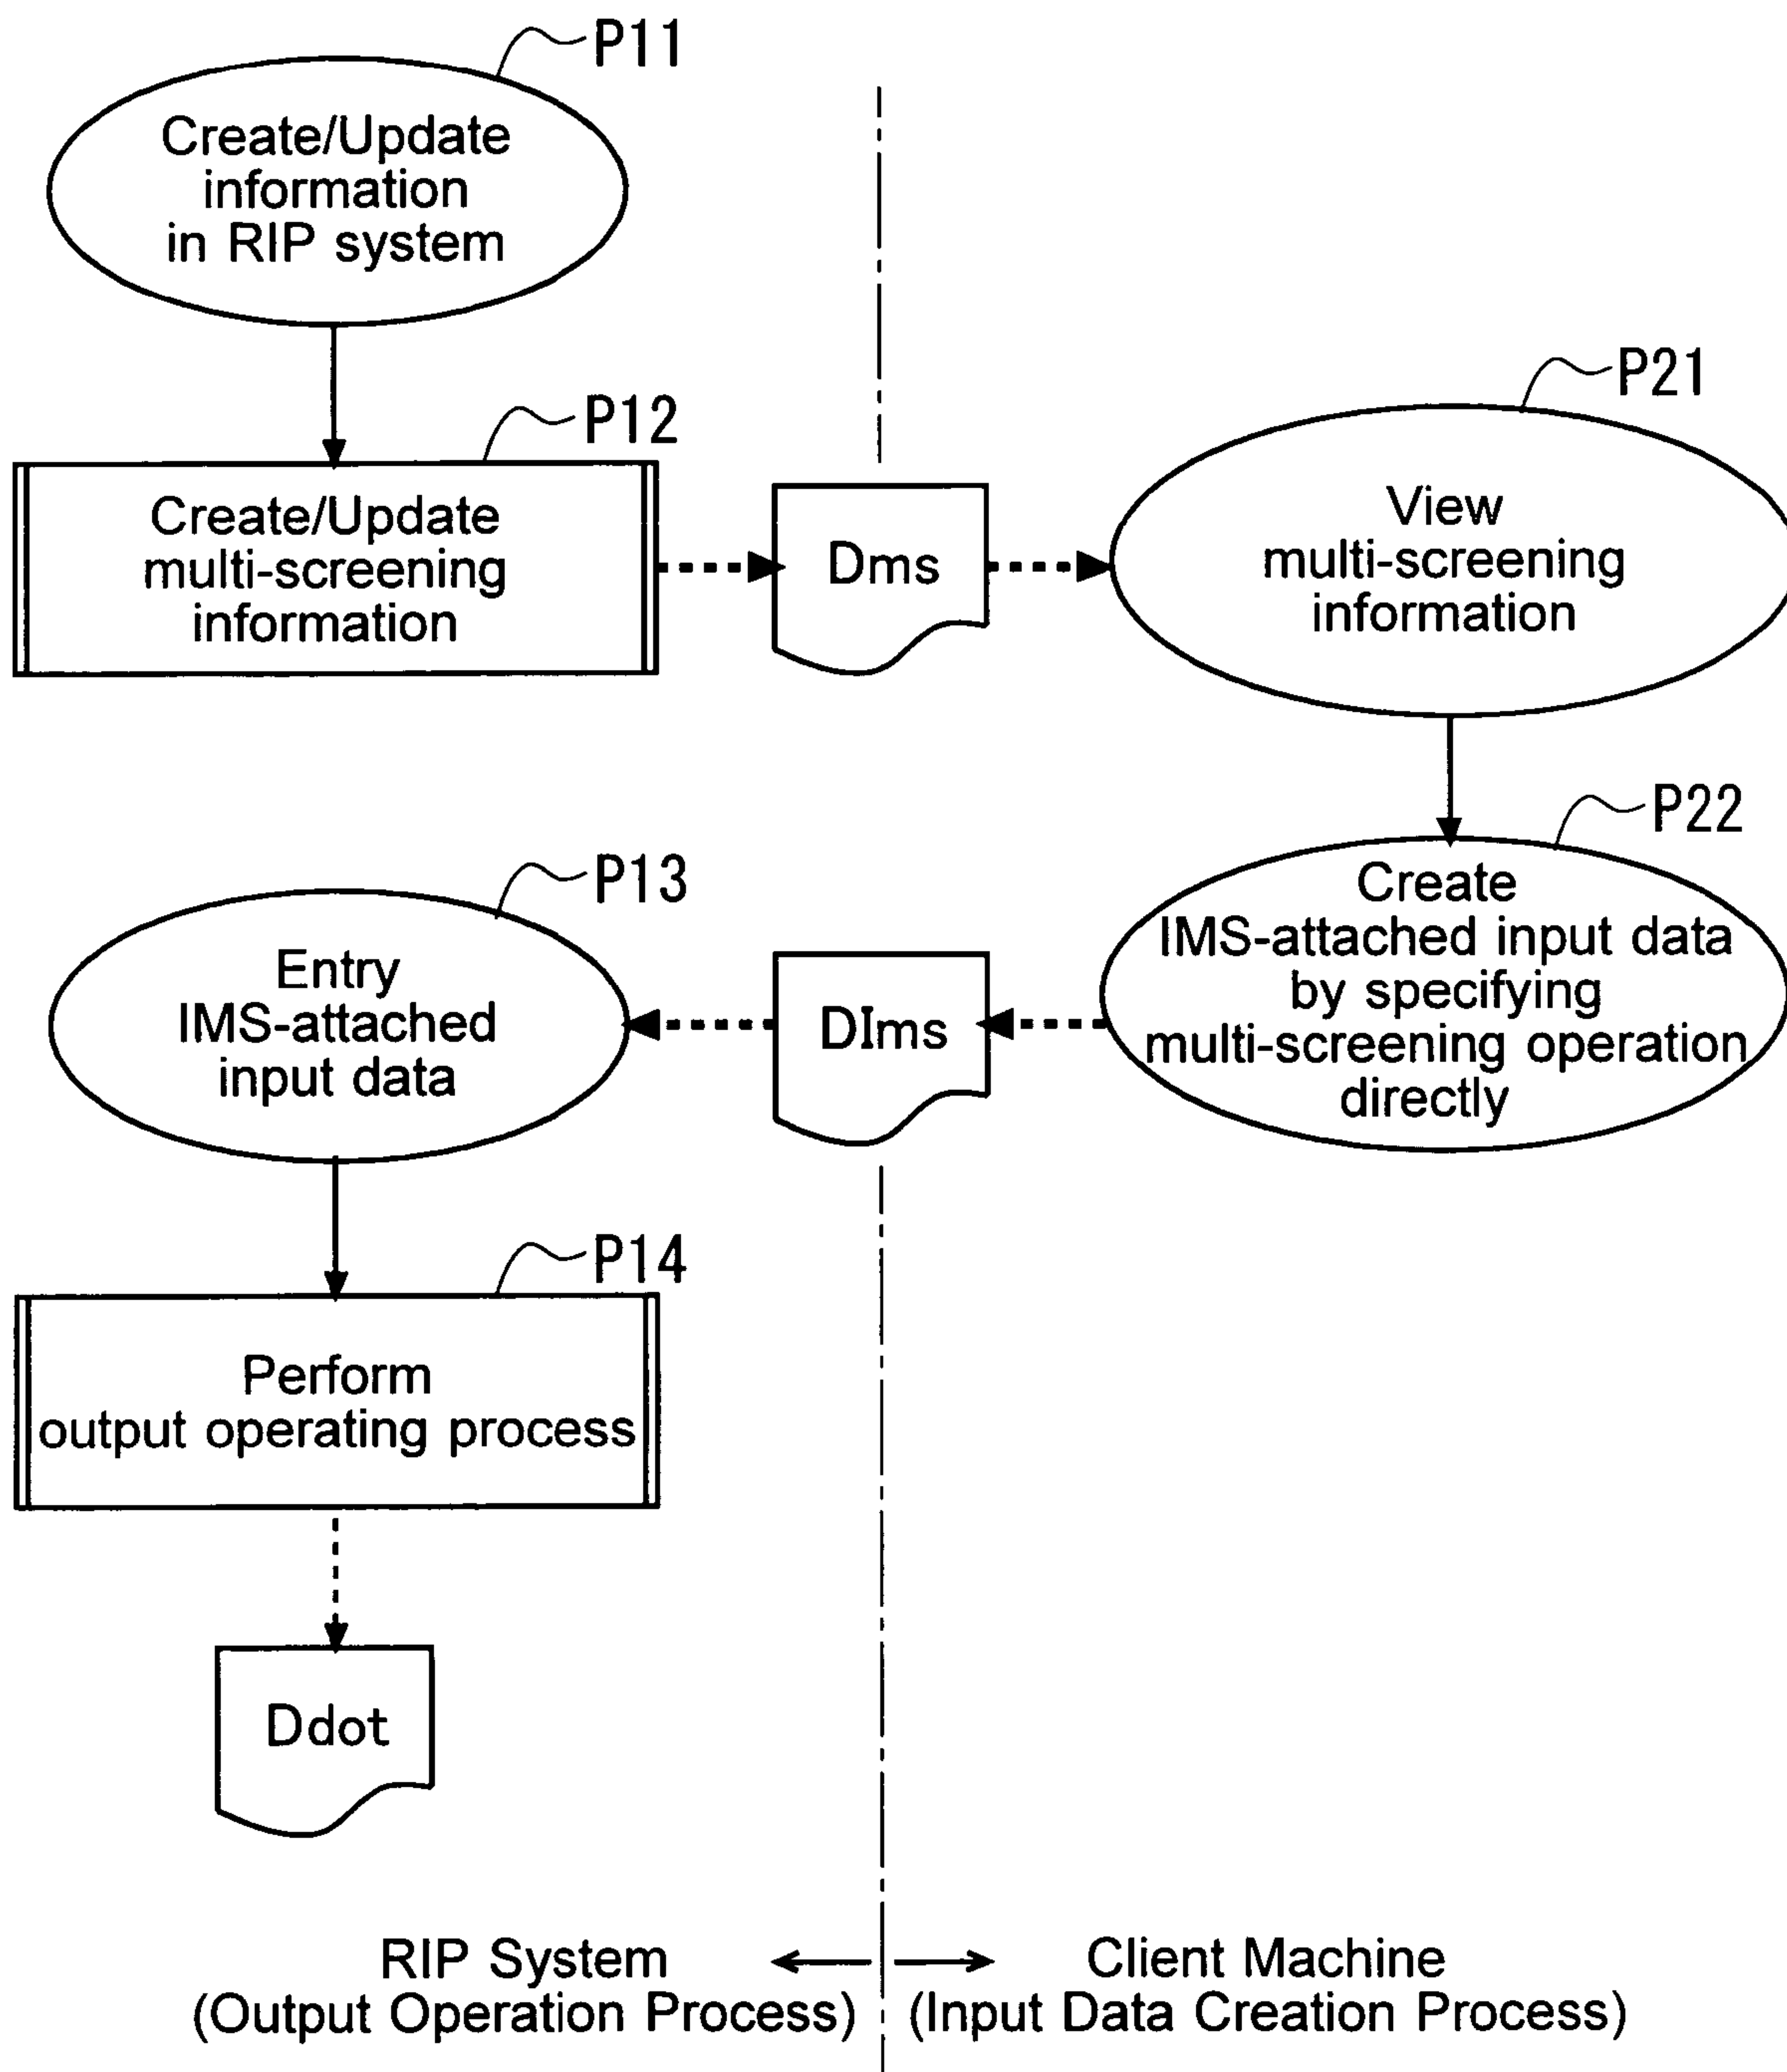 P11
Create/Update
information
in RIP system
P12
Create/Update
multi-screening
information
Dms
P21
View
multi-screening
information
P22
Create
IMS-attached input data
by specifying
multi-screening operation
directly
DIms
P13
Entry
IMS-attached
input data
P14
Perform
output operating process
Ddot
RIP System
(Output Operation Process)
Client Machine
(Input Data Creation Process)